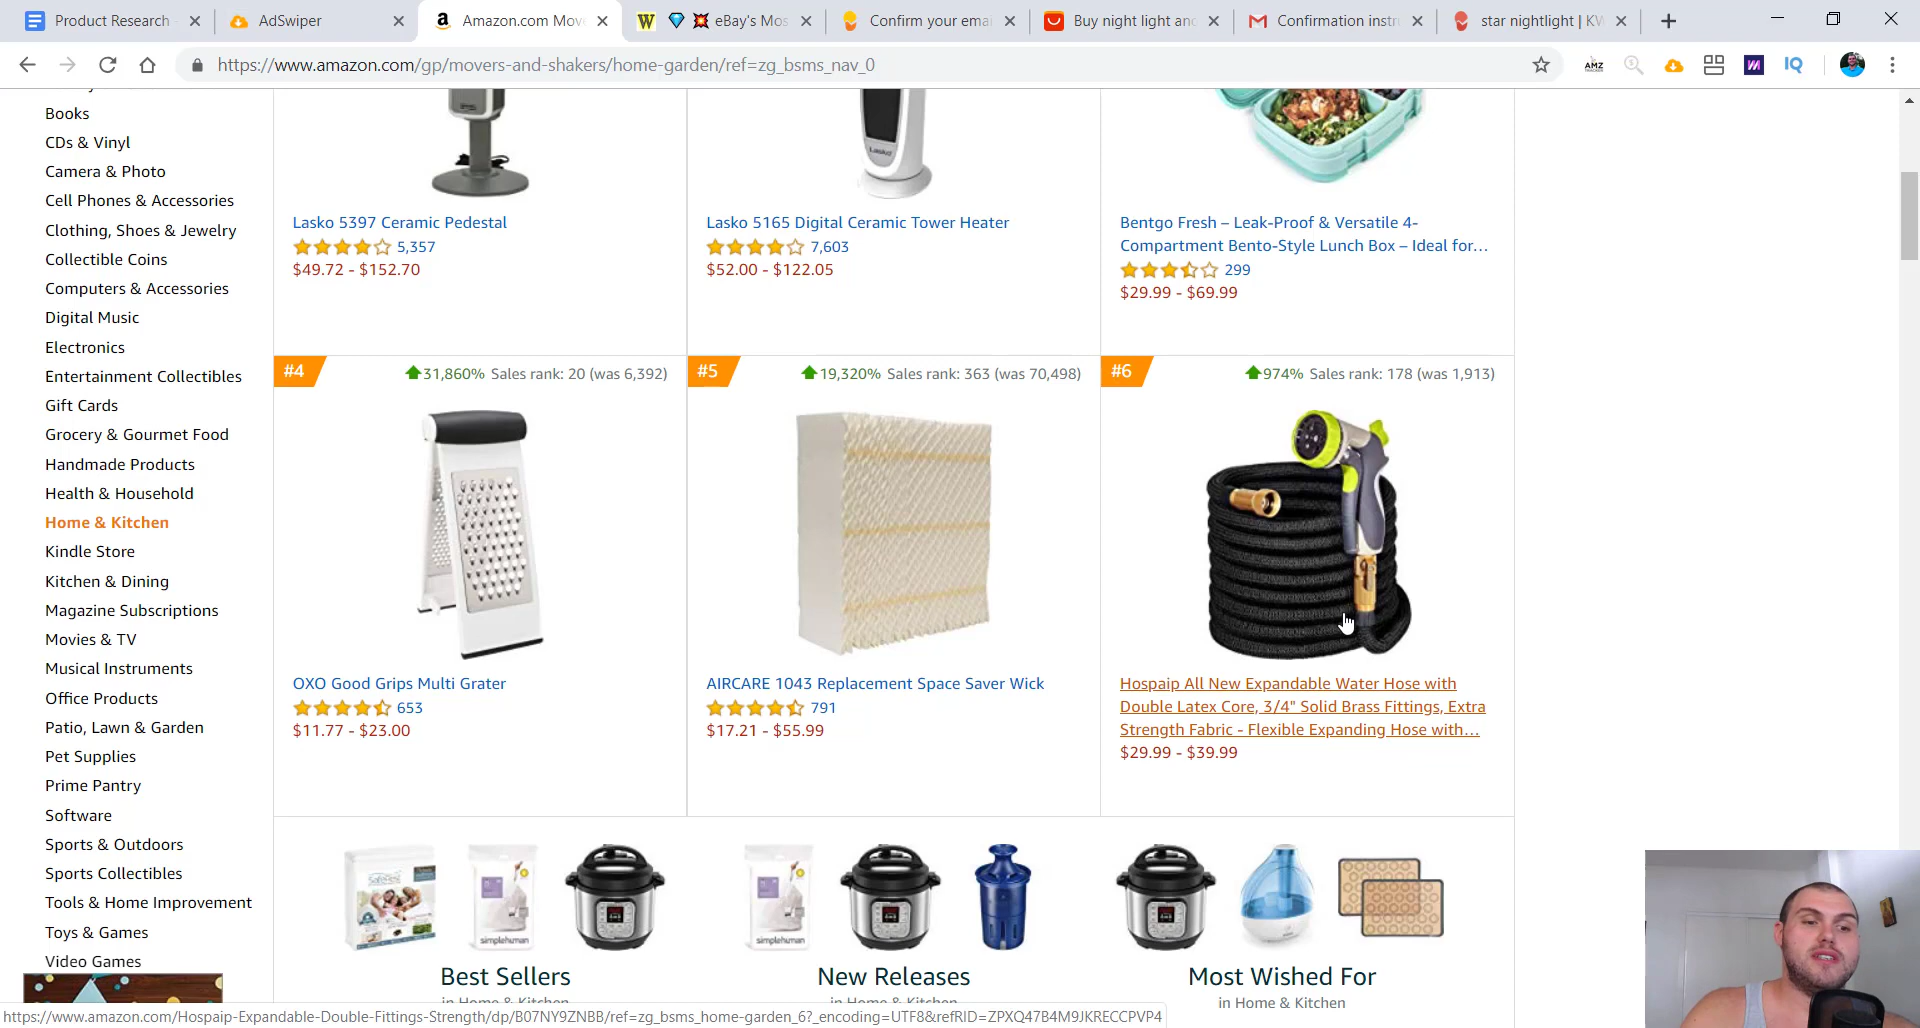 Product Research
AdSwiper
Amazon.com Mov
eBay's Mos
Confirm your emai
Buy night light an
Confirmation instr
star nightlight | KW
https://www.amazon.com/gp/movers-and-shakers/home-garden/ref=zg_bsms_nav_0
AMZ
IQ
Books
CDs & Vinyl
Camera & Photo
Cell Phones & Accessories
Clothing, Shoes & Jewelry
Collectible Coins
Computers & Accessories
Digital Music
Electronics
Entertainment Collectibles
Gift Cards
Grocery & Gourmet Food
Handmade Products
Health & Household
Home & Kitchen
Kindle Store
Kitchen & Dining
Magazine Subscriptions
Movies & TV
Musical Instruments
Office Products
Patio, Lawn & Garden
Pet Supplies
Prime Pantry
Software
Sports & Outdoors
Sports Collectibles
Tools & Home Improvement
Toys & Games
Video Games
Lasko
Lasko 5397 Ceramic Pedestal
5,357
$49.72 - $152.70
Lasko 5165 Digital Ceramic Tower Heater
7,603
$52.00 - $122.05
Bentgo Fresh – Leak-Proof & Versatile 4-
Compartment Bento-Style Lunch Box – Ideal for...
299
$29.99 - $69.99
#4
31,860% Sales rank: 20 (was 6,392)
OXO Good Grips Multi Grater
653
$11.77 - $23.00
#5
19,320% Sales rank: 363 (was 70,498)
AIRCARE 1043 Replacement Space Saver Wick
791
$17.21 - $55.99
#6
974% Sales rank: 178 (was 1,913)
Hospaip All New Expandable Water Hose with
Double Latex Core, 3/4" Solid Brass Fittings, Extra
Strength Fabric - Flexible Expanding Hose with...
$29.99 - $39.99
simplehuman
simplehuman
Best Sellers
in Home & Kitchen
New Releases
in Home & Kitchen
Most Wished For
in Home & Kitchen
https://www.amazon.com/Hospaip-Expandable-Double-Fittings-Strength/dp/B07NY9ZNBB/ref=zg_bsms_home-garden_6?_encoding=UTF8&refRID=ZPXQ47B4M9JKRECCPVP4